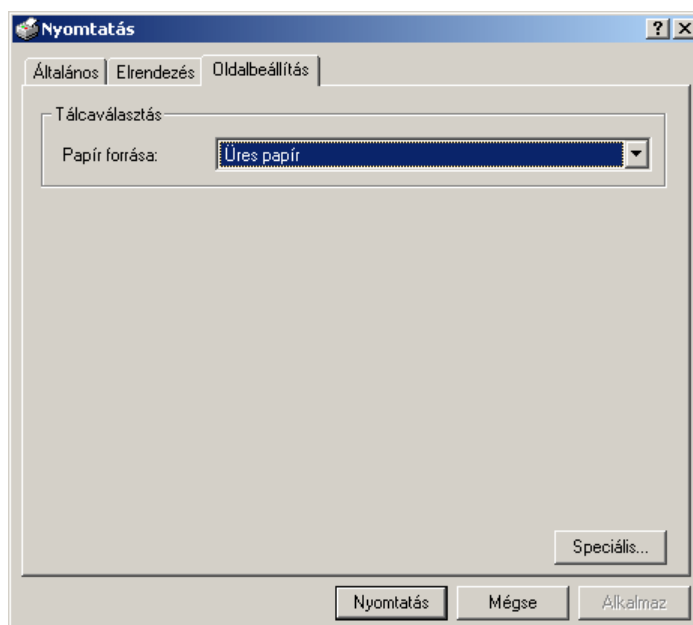 Nyomtatás
Általános Elrendezés Oldalbeállítás
Tálcaválasztás
Papír forrása: Üres papír
Speciális...
Nyomtatás Mégse Alkalmaz